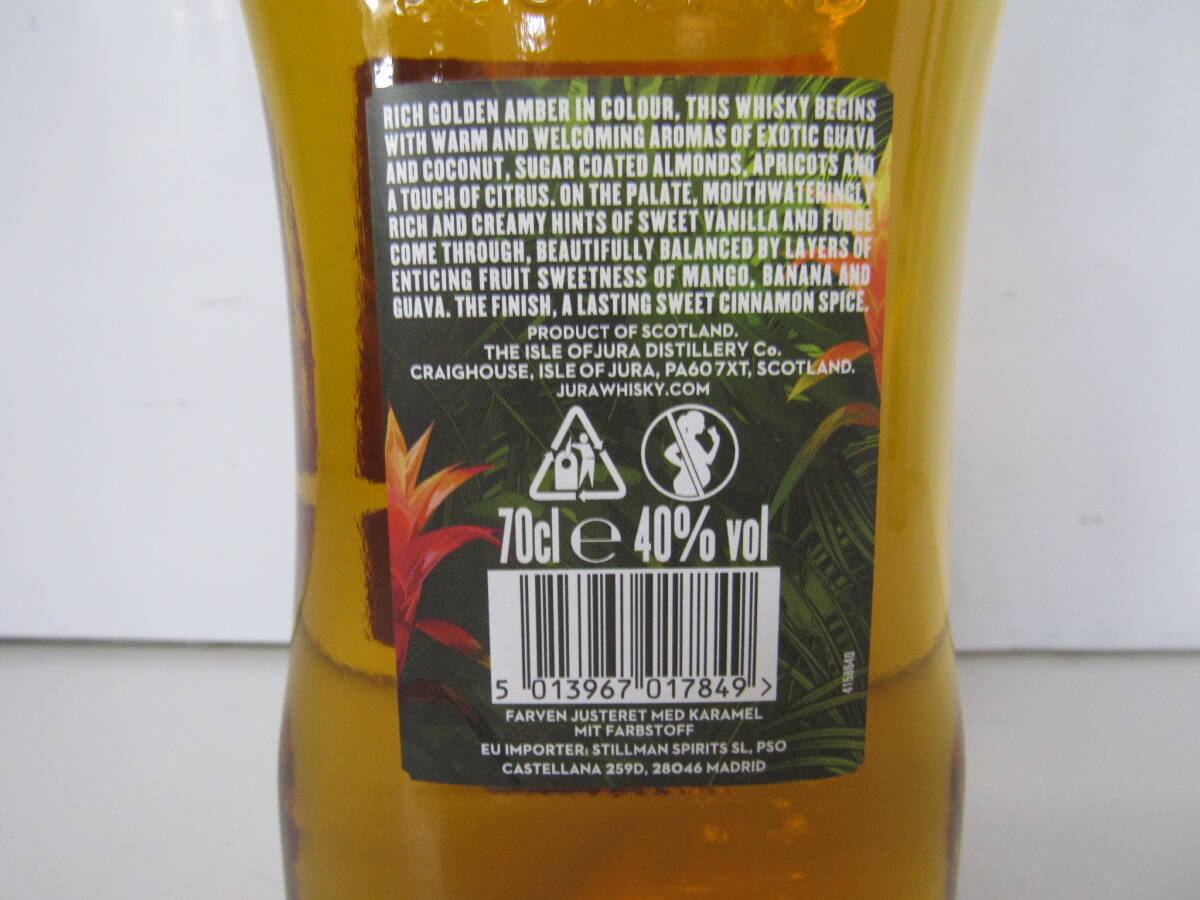 RICH GOLDEN AMBER IN COLOUR, THIS WHISKY BEGINS
WITH WARM AND WELCOMING AROMAS OF EXOTIC GUAVA
AND COCONUT, SUGAR COATED ALMONDS, APRICOTS AND
A TOUCH OF CITRUS. ON THE PALATE, MOUTHWATERINGLY
RICH AND CREAMY HINTS OF SWEET VANILLA AND FUDGE
COME THROUGH, BEAUTIFULLY BALANCED BY LAYERS OF
ENTICING FRUIT SWEETNESS OF MANGO, BANANA AND
GUAVA. THE FINISH, A LASTING SWEET CINNAMON SPICE.
PRODUCT OF SCOTLAND.
THE ISLE OF JURA DISTILLERY Co.
CRAIGHOUSE, ISLE OF JURA, PA60 7XT, SCOTLAND.
JURAWHISKY.COM
70cl e 40% vol
5 013967 017849 >
4158640
FARVEN JUSTERET MED KARAMEL
MIT FARBSTOFF
EU IMPORTER: STILLMAN SPIRITS SL, PSO
CASTELLANA 259D, 28046 MADRID